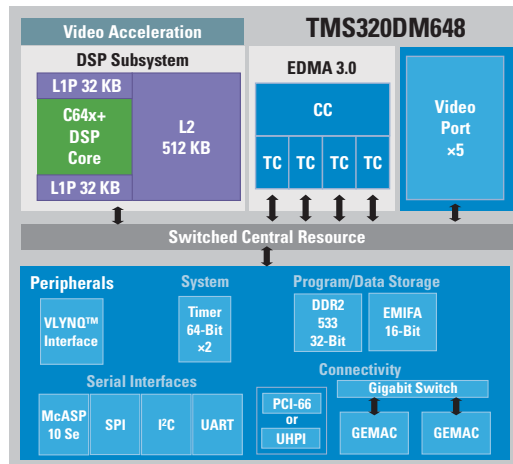 Video Acceleration
TMS320DM648
DSP Subsystem
L1P 32 KB
C64x+
DSP
Core
L1P 32 KB
L2
512 KB
EDMA 3.0
CC
TC TC TC TC
Video
Port
×5
Switched Central Resource
Peripherals
VLYNQ™
Interface
System
Timer
64-Bit
×2
Program/Data Storage
DDR2
533
32-Bit
EMIFA
16-Bit
Serial Interfaces
McASP
10 Se
SPI
I²C
UART
Connectivity
PCI-66
or
UHPI
Gigabit Switch
GEMAC
GEMAC